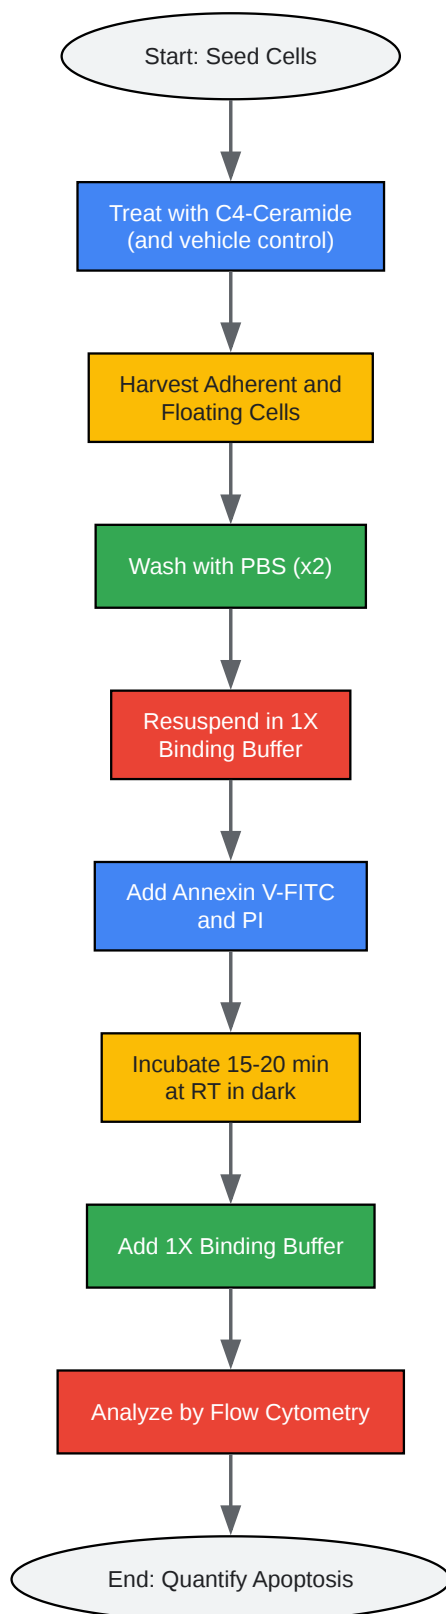 Start: Seed Cells
Treat with C4-Ceramide
(and vehicle control)
Harvest Adherent and
Floating Cells
Wash with PBS (x2)
Resuspend in 1X
Binding Buffer
Add Annexin V-FITC
and PI
Incubate 15-20 min
at RT in dark
Add 1X Binding Buffer
Analyze by Flow Cytometry
End: Quantify Apoptosis